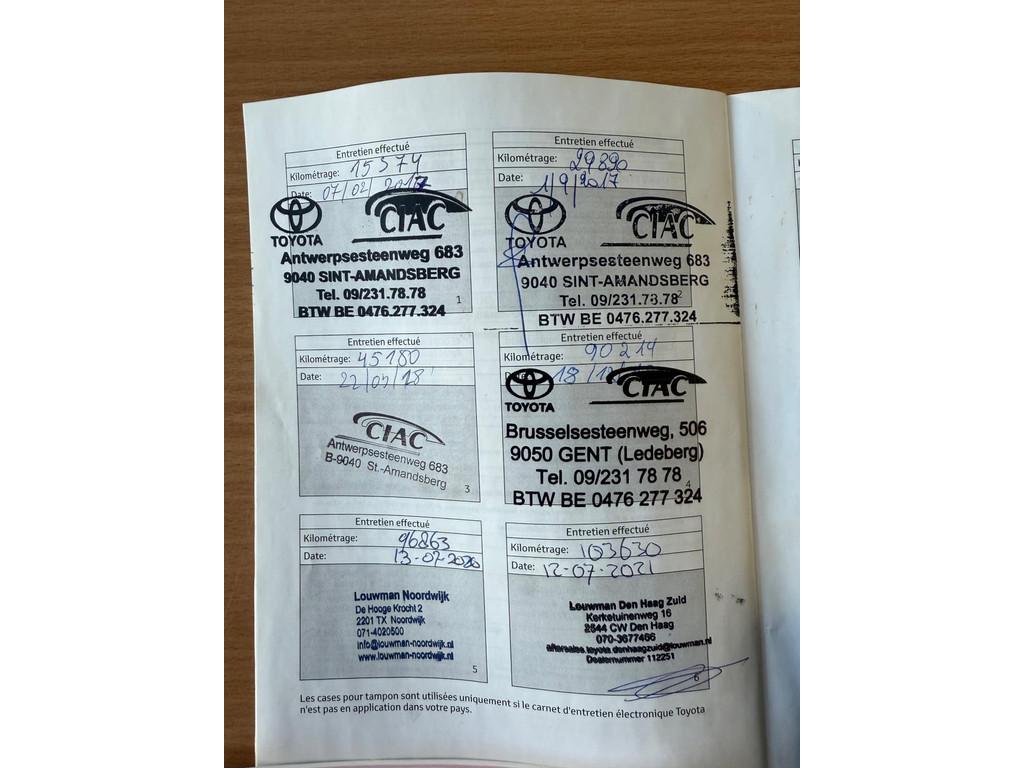 Entretien effectué
Kilométrage: 15374
Date: 07/02/2017
TOYOTA
CIAC
Antwerpsesteenweg 683
9040 SINT-AMANDSBERG
Tel. 09/231.78.78
BTW BE 0476.277.324
1
Entretien effectué
Kilométrage: 29890
Date: 1/9/2017
TOYOTA
CIAC
Antwerpsesteenweg 683
9040 SINT-AMANDSBERG
Tel. 09/231.78.78
2
BTW BE 0476.277.324
Entretien effectué
Kilométrage: 45180
Date:
CIAC
Antwerpsesteenweg 683
B-9040 St.-Amandsberg
3
Entretien effectué
Kilométrage: 90214
18/
TOYOTA
CIAC
Brusselsesteenweg, 506
9050 GENT (Ledeberg)
Tel. 09/231 78 78
4
BTW BE 0476 277 324
Entretien effectué
Kilométrage: 96863
Date: 13-07-2020
Louwman Noordwijk
De Hooge Krocht 2
2201 TX Noordwijk
071-4020500
info@louwman-noordwijk.nl
www.louwman-noordwijk.nl
5
Entretien effectué
Kilométrage: 103630
Date: 12-07-2021
Louwman Den Haag Zuid
Kerketuinenweg 16
2544 CW Den Haag
070-3677466
aftersales.toyota.denhaagzuid@louwman.nl
Dealernummer 112251
6
Les cases pour tampon sont utilisées uniquement si le carnet d'entretien électronique Toyota
n'est pas en application dans votre pays.